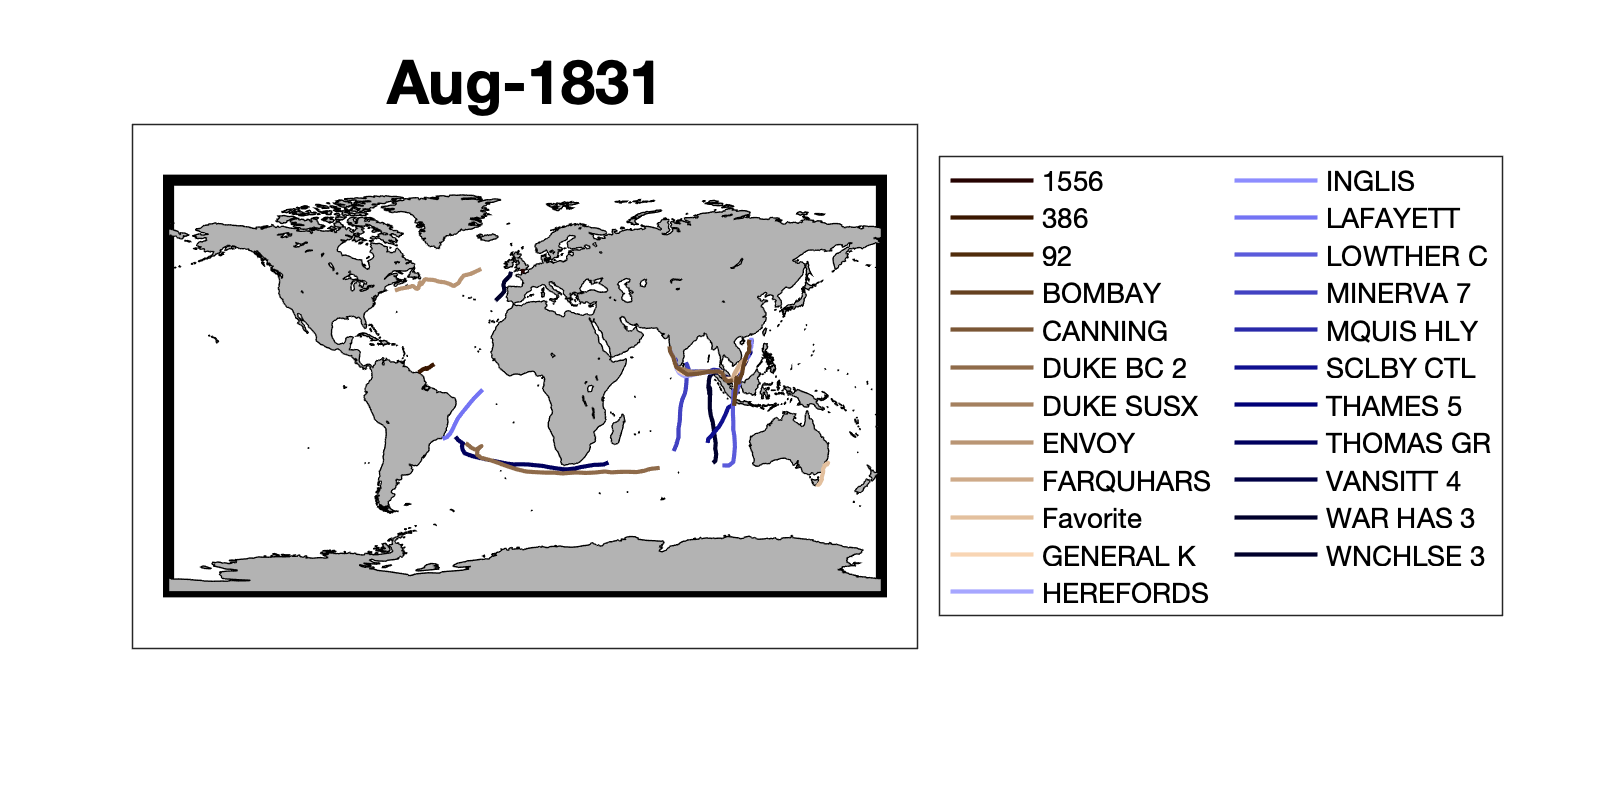 Aug-1831
1556
386
92
BOMBAY
CANNING
DUKE BC 2
DUKE SUSX
ENVOY
FARQUHARS
Favorite
GENERAL K
HEREFORDS
INGLIS
LAFAYETT
LOWTHER C
MINERVA 7
MQUIS HLY
SCLBY CTL
THAMES 5
THOMAS GR
VANSITT 4
WAR HAS 3
WNCHLSE 3